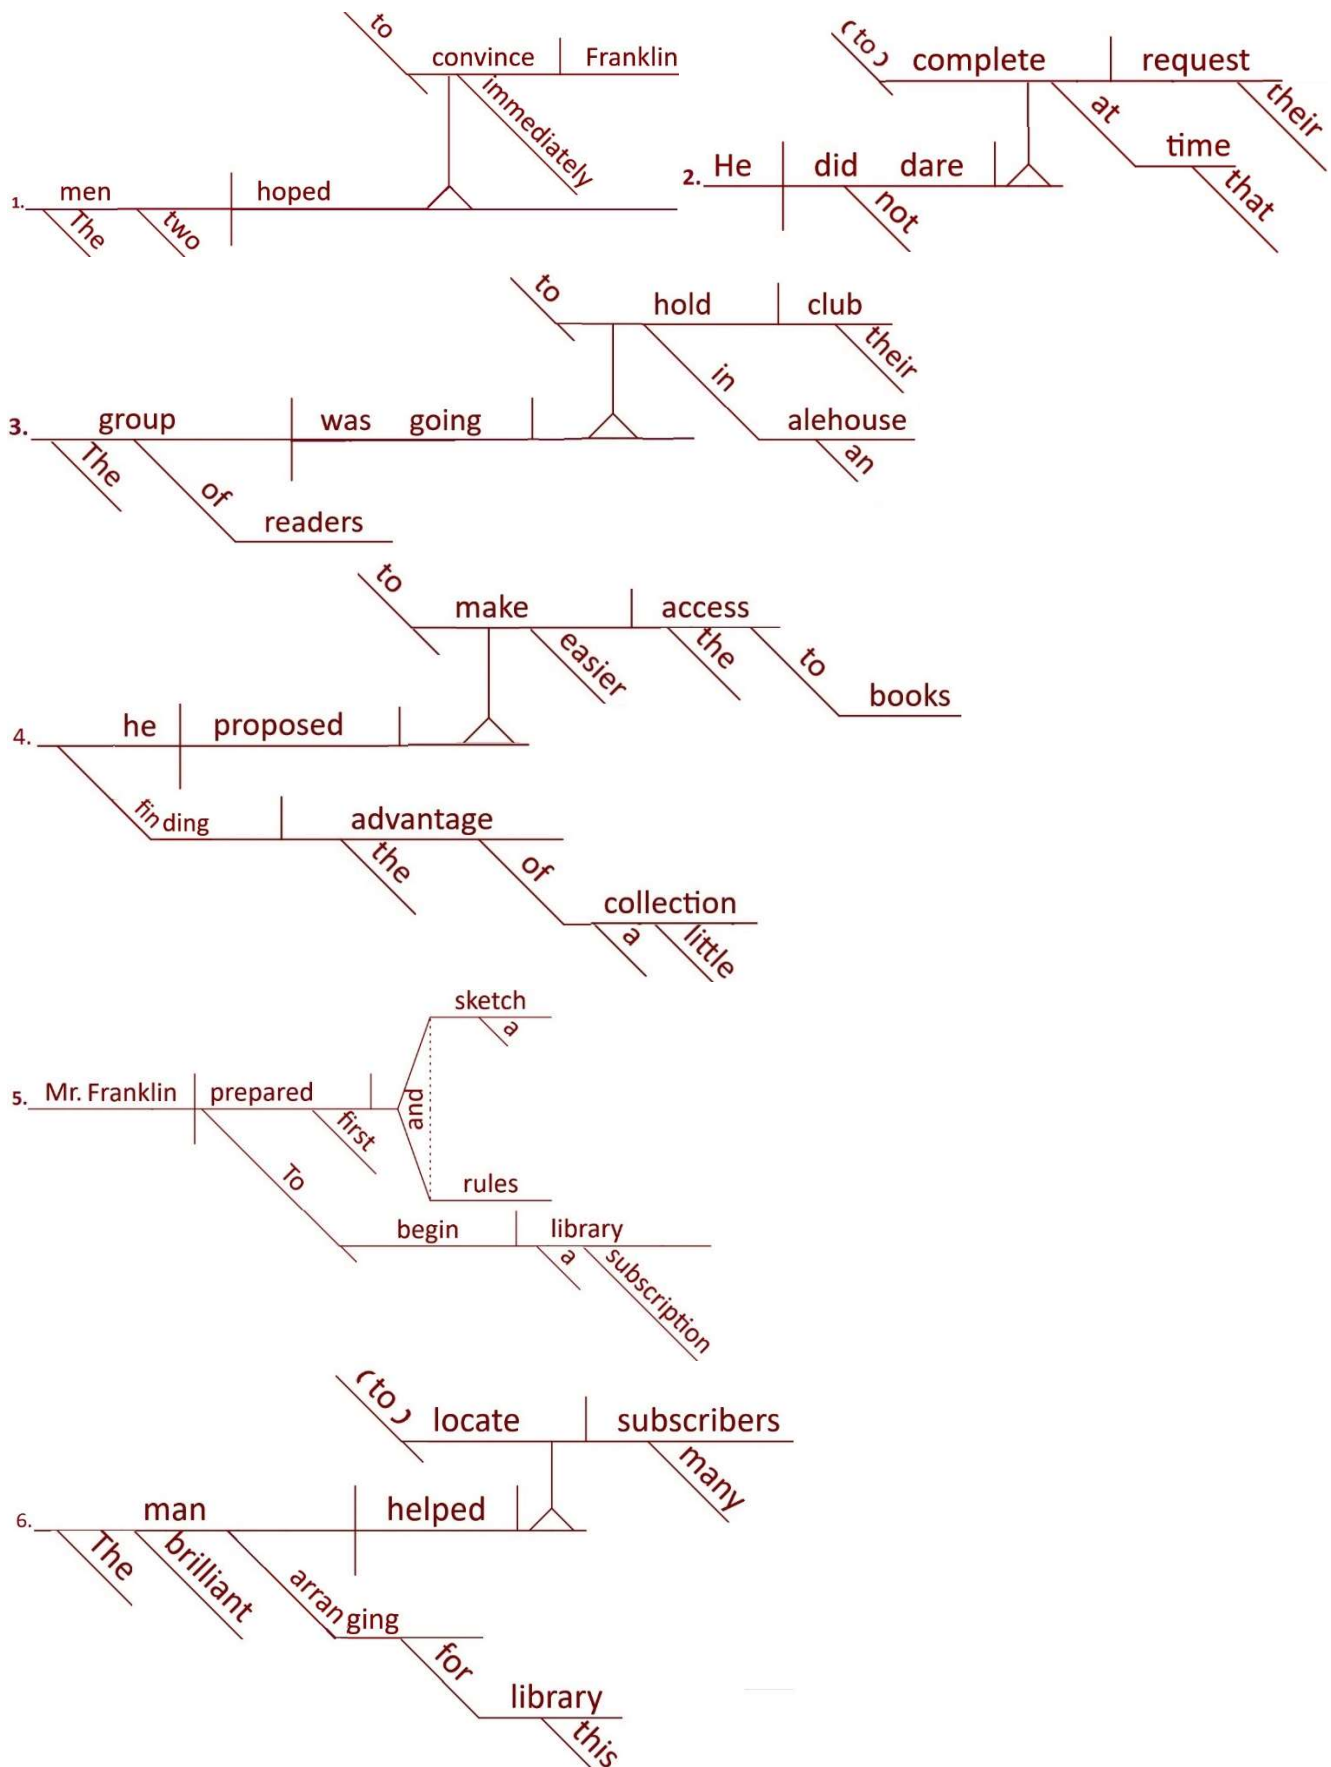 to
convince Franklin
immediately
1. men hoped
The two
(to)
complete request
at their
time
that
2. He did dare
not
to
hold club
their
in
alehouse
an
3. group was going
The
of
readers
to
make access
easier the
to
books
4. he proposed
finding advantage
the of
collection
a little
sketch
a
5. Mr. Franklin prepared
and
first
rules
To
begin library
a subscription
(to)
locate subscribers
many
6. man helped
The brilliant
arranging
for
library
this